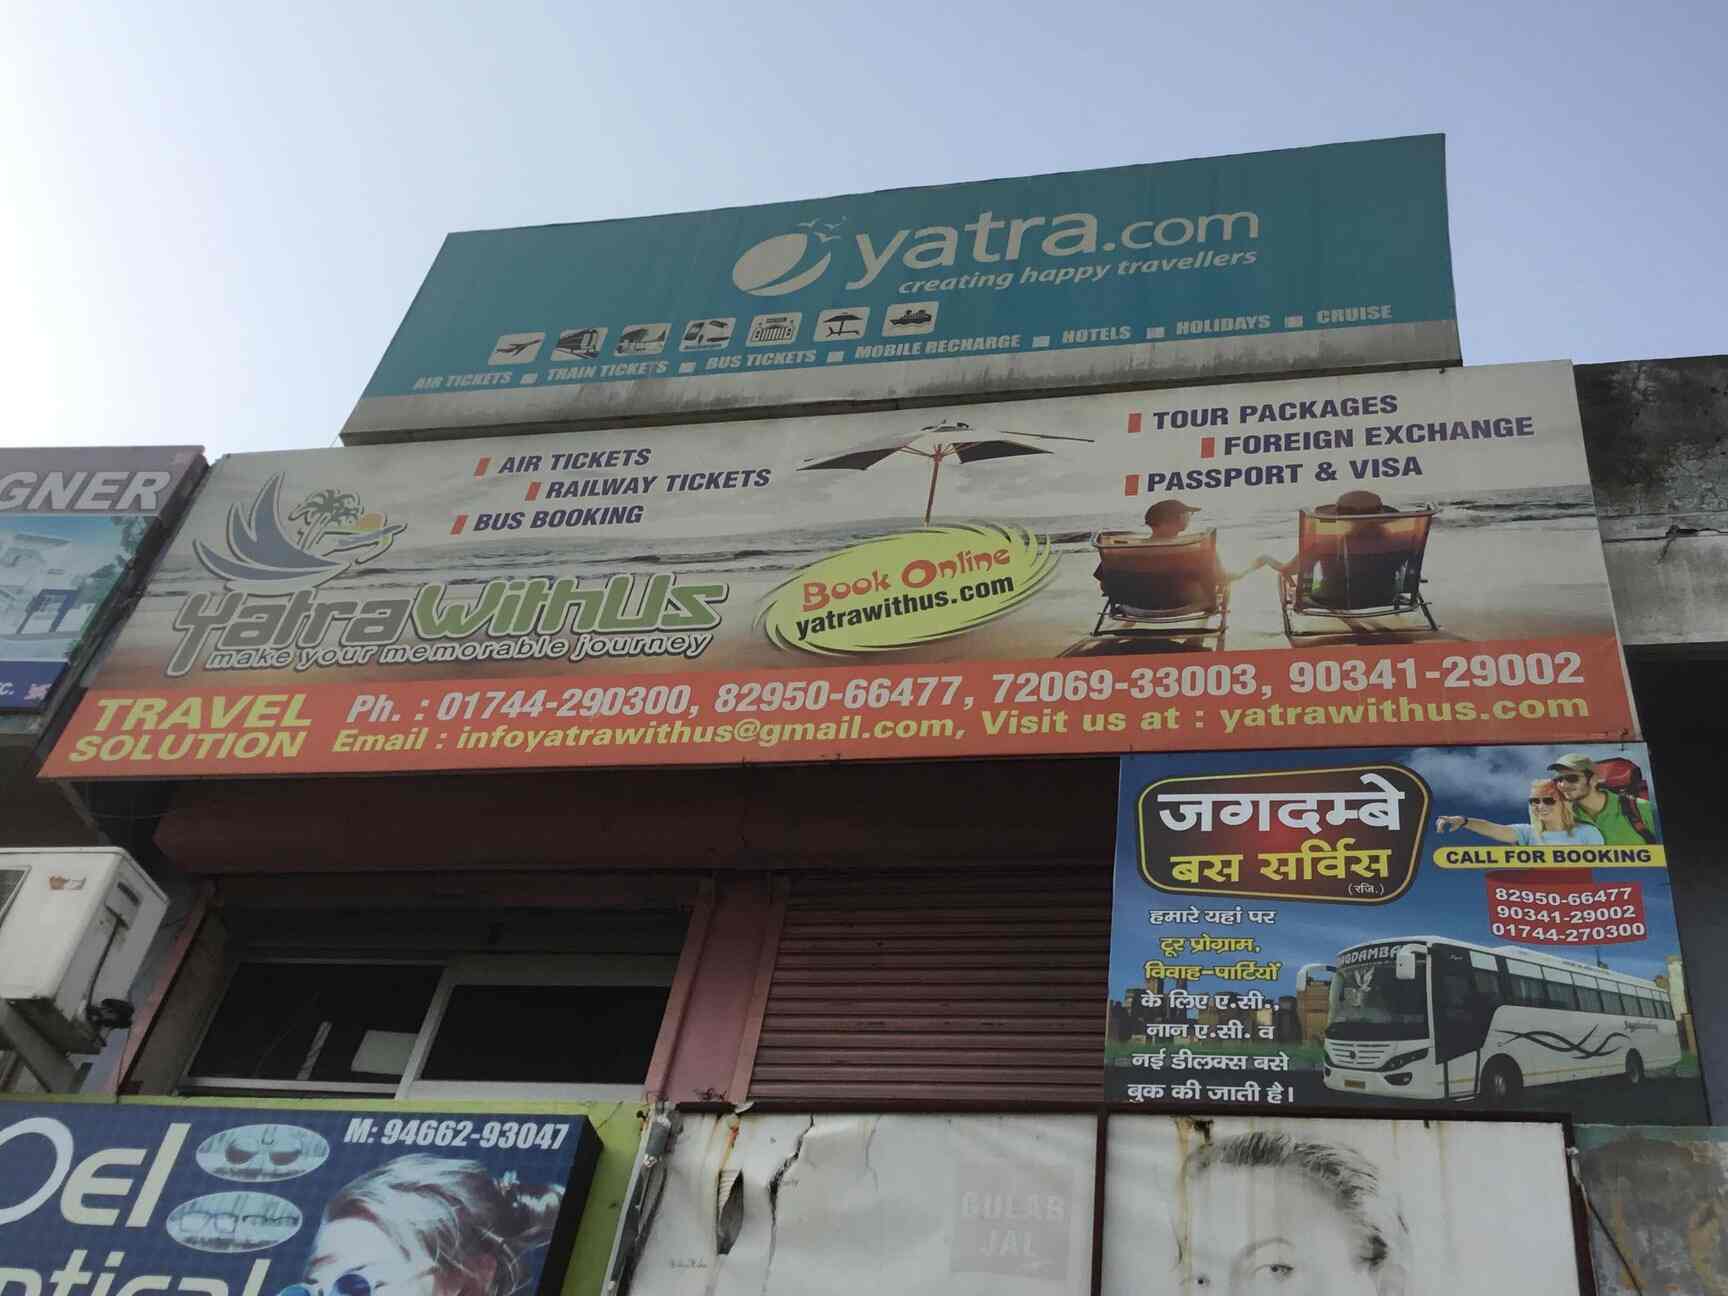 yatra.com
creating happy travellers
AIR TICKETS TRAIN TICKETS BUS TICKETS MOBILE RECHARGE HOTELS HOLIDAYS CRUISE
GNER
AIR TICKETS
RAILWAY TICKETS
BUS BOOKING
TOUR PACKAGES
FOREIGN EXCHANGE
PASSPORT & VISA
Yatra WithUs
make your memorable journey
Book Online
yatrawithus.com
TRAVEL
SOLUTION
Ph. : 01744-290300, 82950-66477, 72069-33003, 90341-29002
Email : infoyatrawithus@gmail.com, Visit us at : yatrawithus.com
जगदम्बे
बस सर्विस
(रजि.)
CALL FOR BOOKING
82950-66477
90341-29002
01744-270300
हमारे यहां पर
टूर प्रोग्राम,
विवाह-पार्टियों
के लिए ए.सी.,
नान ए.सी. व
नई डीलक्स बसे
बुक की जाती है।
M: 94662-93047
GULAB
JAL